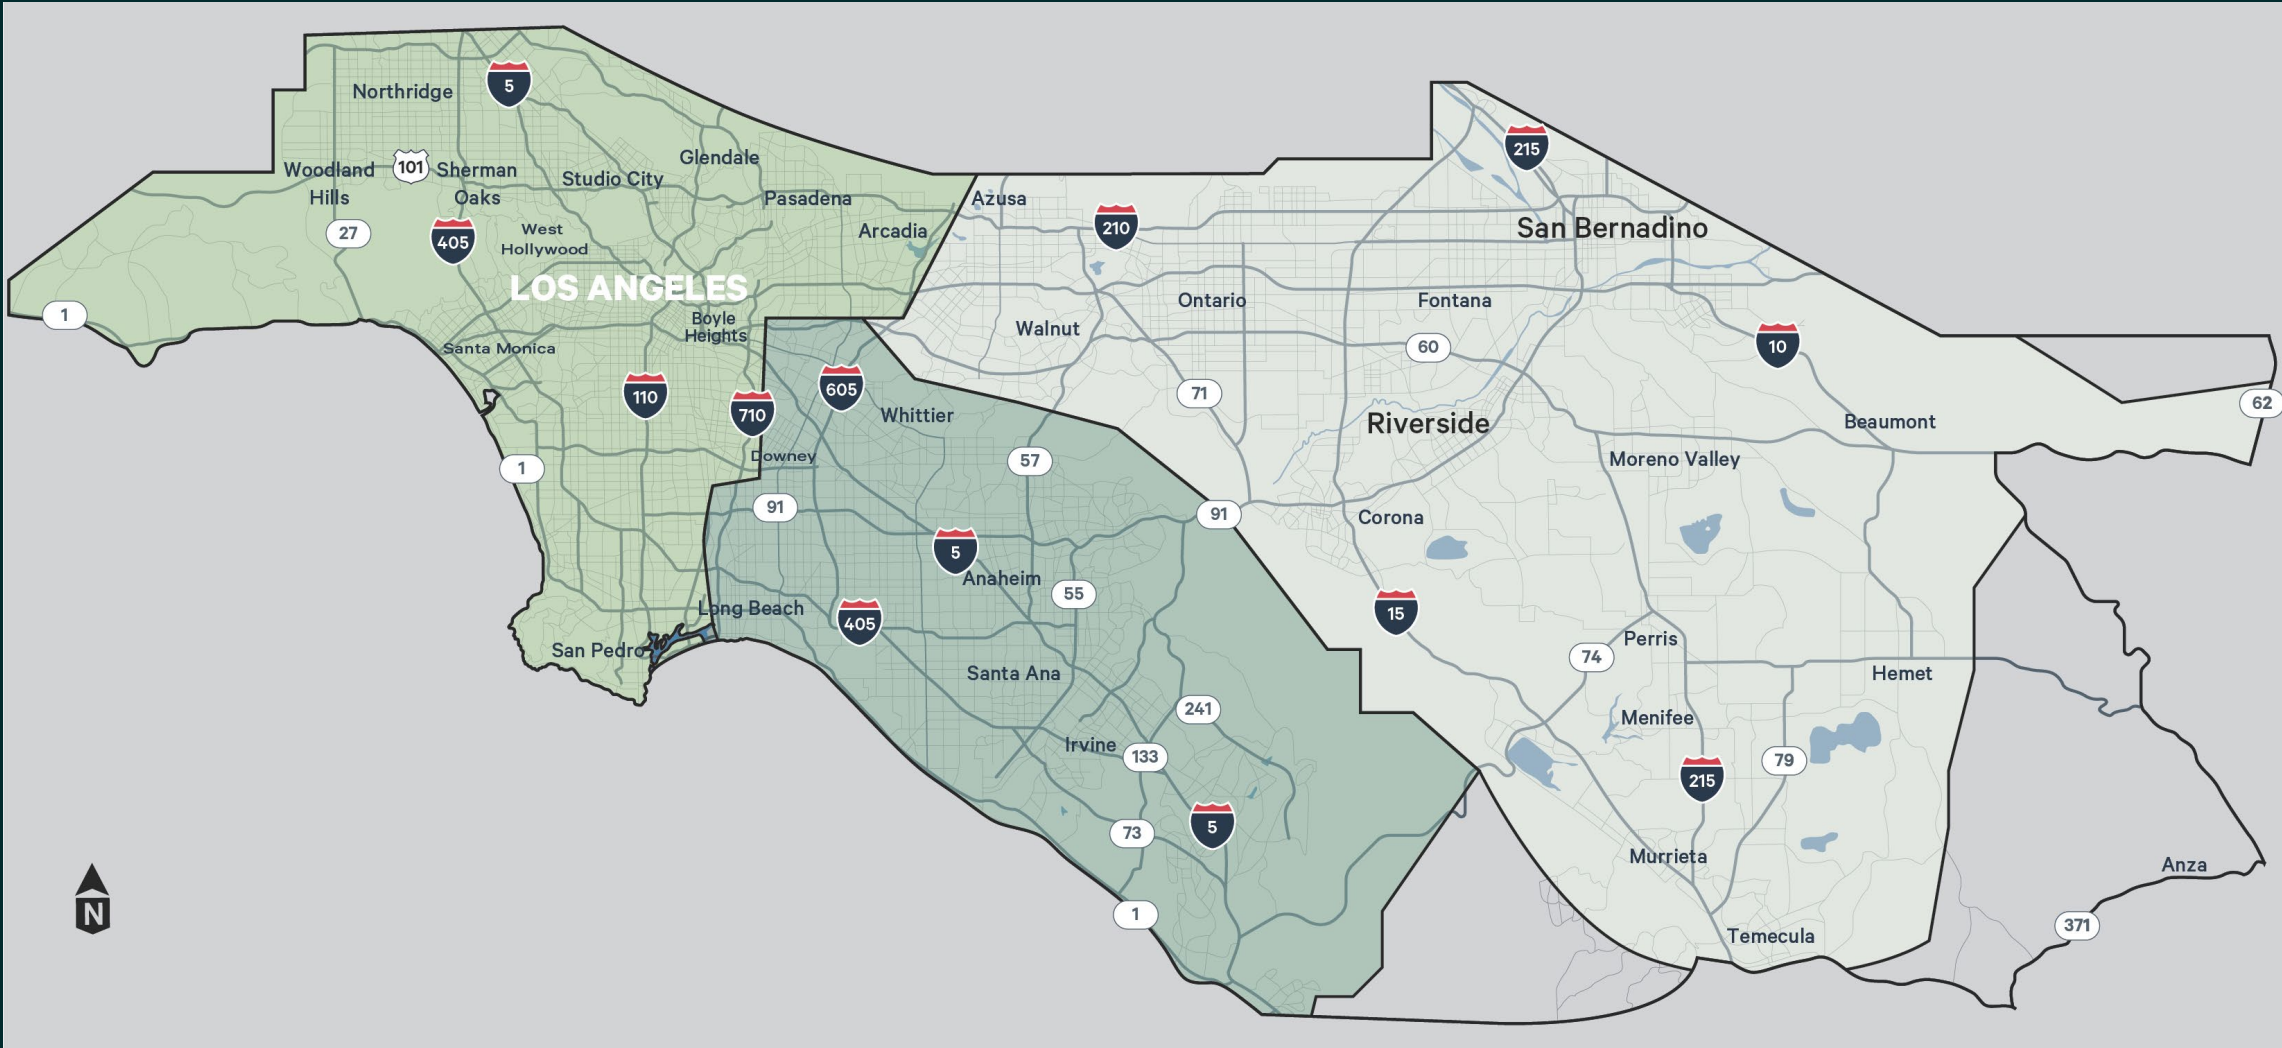 5
Northridge
215
Glendale
101
Woodland
Hills
Sherman
Oaks
Studio City
Pasadena
Azusa
27
405
West
Hollywood
Arcadia
210
San Bernadino
LOS ANGELES
1
Boyle
Heights
Ontario
Fontana
Walnut
Santa Monica
60
10
110
710
605
Whittier
71
Riverside
Beaumont
62
1
Downey
57
Moreno Valley
91
91
Corona
5
Anaheim
55
Long Beach
405
15
San Pedro
Santa Ana
74
Perris
Hemet
241
Menifee
Irvine
133
79
215
73
5
Murrieta
Anza
N
1
371
Temecula